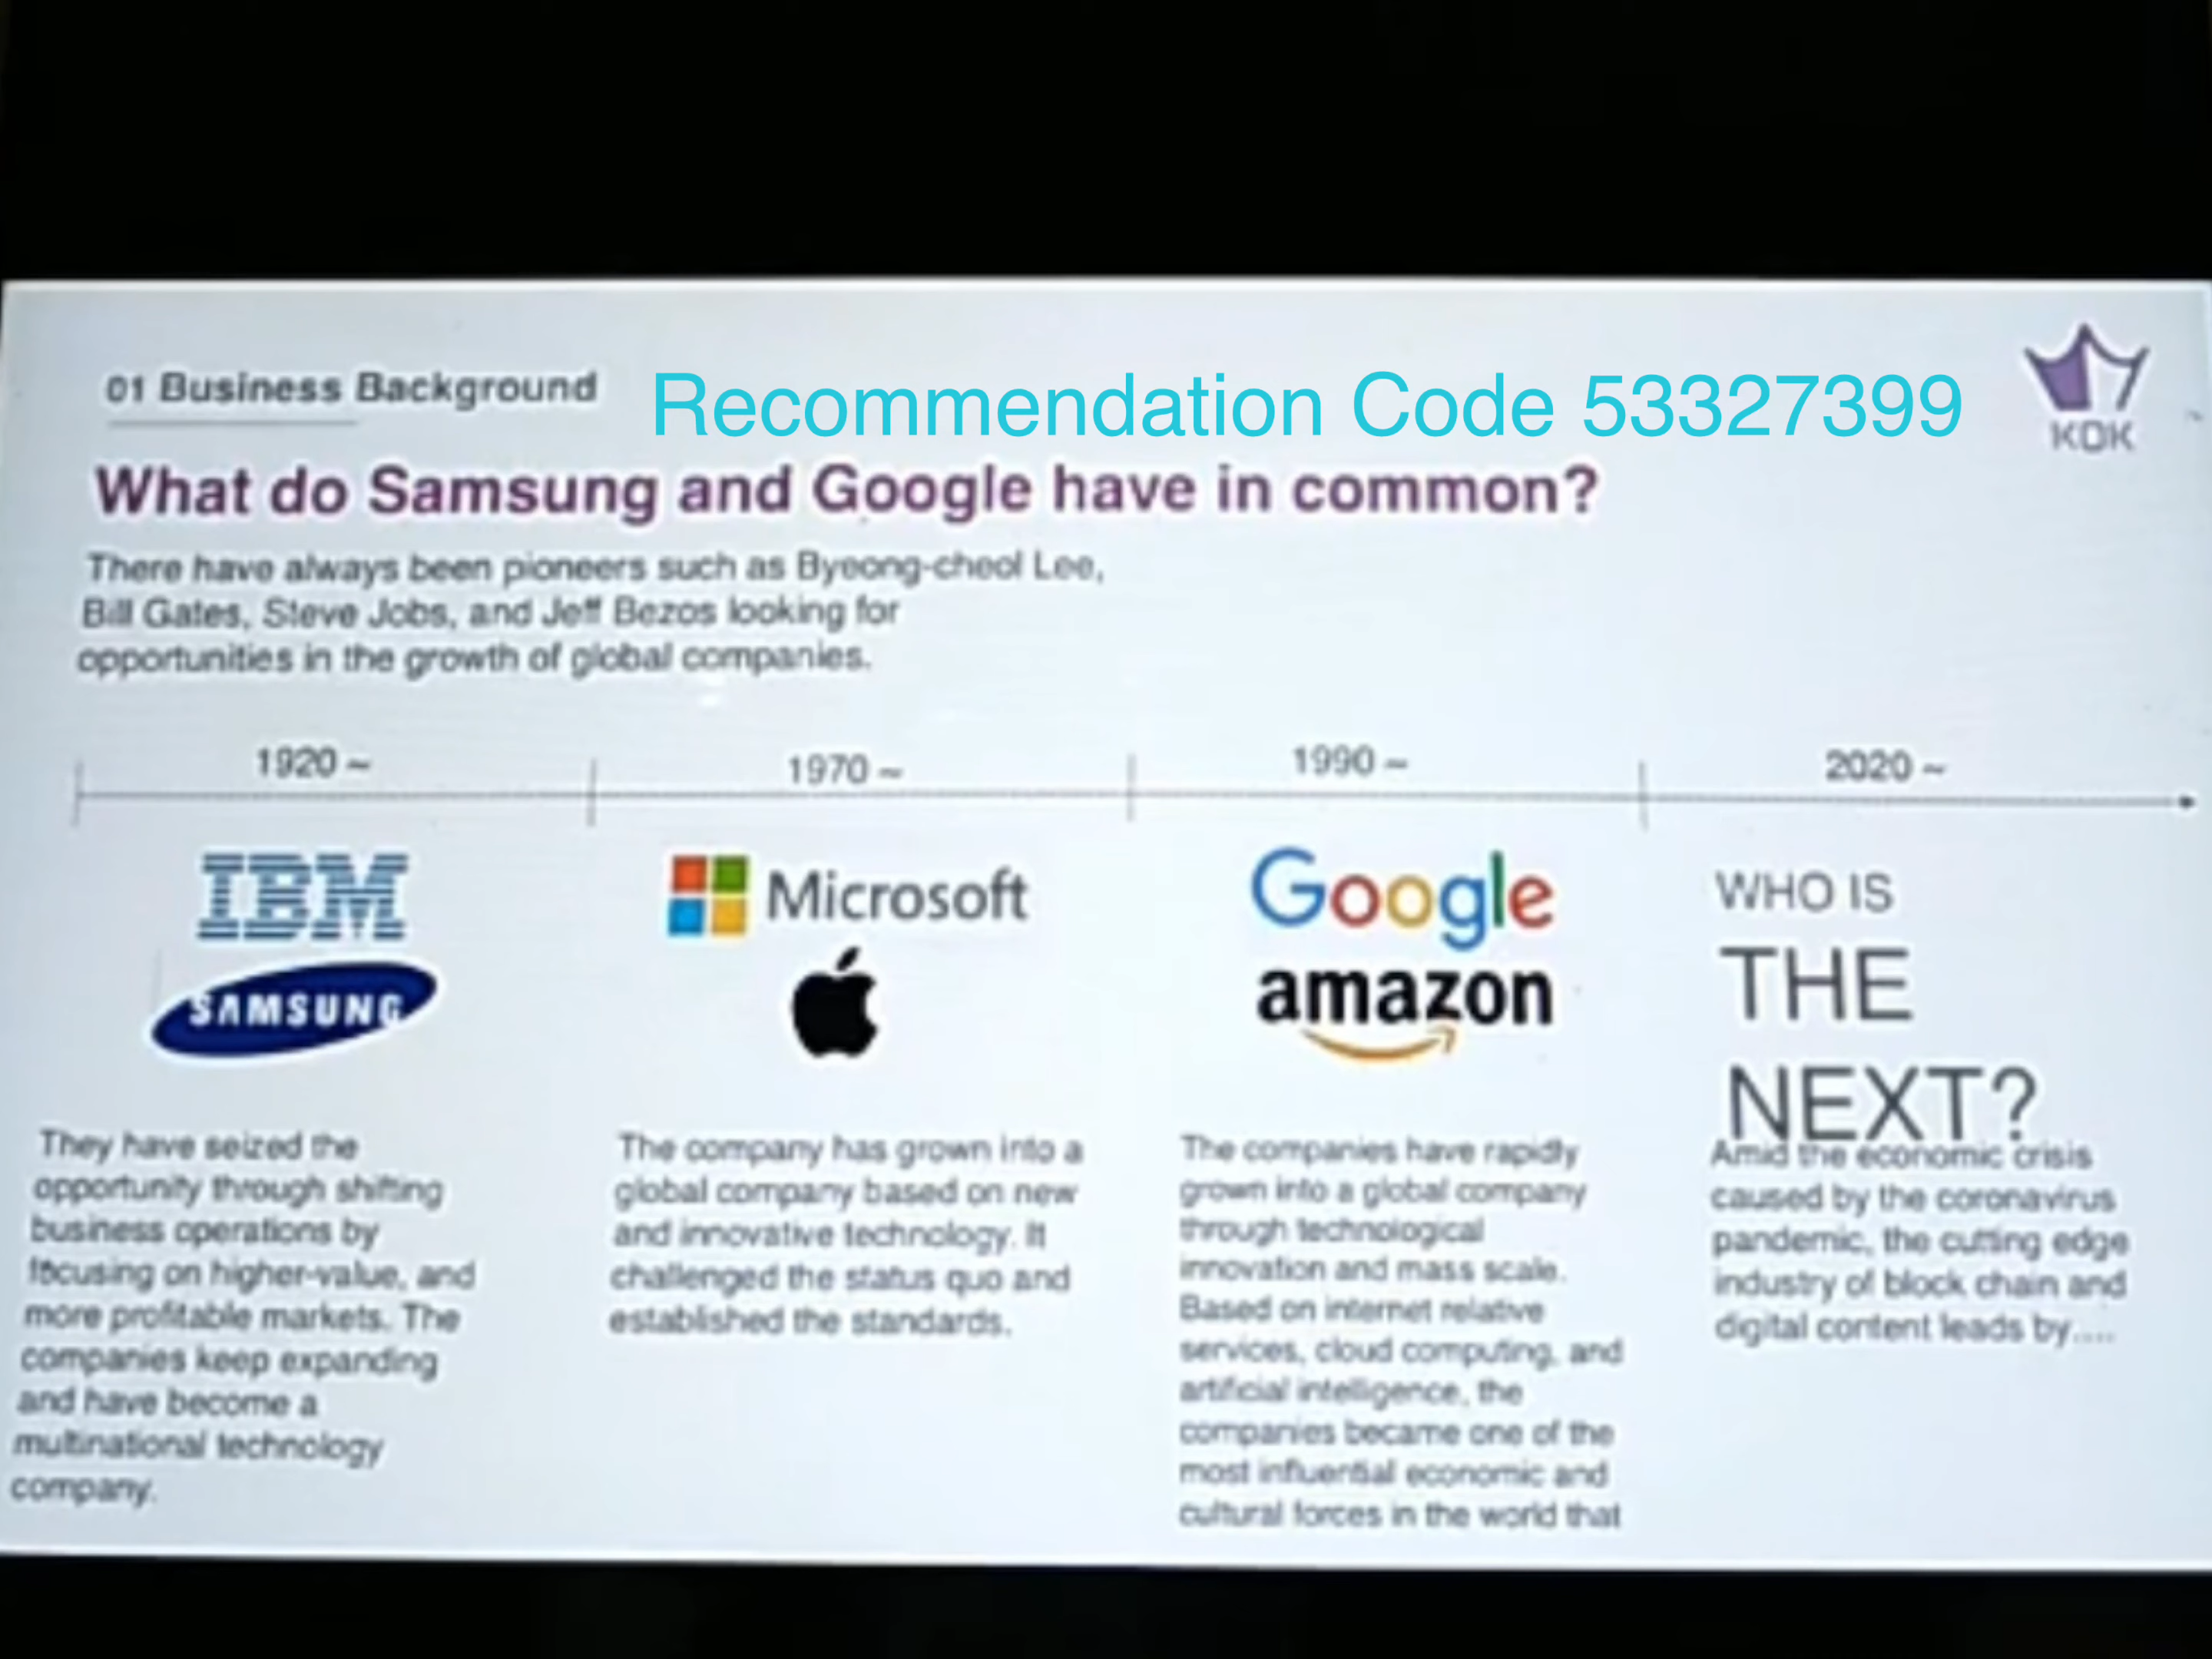 01 Business Background
Recommendation Code 53327399
KOK
What do Samsung and Google have in common?
There have always been pioneers such as Byeong-cheol Lee,
Bill Gates, Steve Jobs, and Jeff Bezos looking for
opportunities in the growth of global companies.
1920 ~
1970 ~
1990 ~
2020 ~
IBM
SAMSUNG
They have seized the
opportunity through shifting
business operations by
focusing on higher-value, and
more profitable markets. The
companies keep expanding
and have become a
multinational technology
company.
Microsoft
The company has grown into a
global company based on new
and innovative technology. It
challenged the status quo and
established the standards.
Google
amazon
The companies have rapidly
grown into a global company
through technological
innovation and mass scale.
Based on internet relative
services, cloud computing, and
artificial intelligence, the
companies became one of the
most influential economic and
cultural forces in the world that
WHO IS
THE
NEXT?
Amid the economic crisis
caused by the coronavirus
pandemic, the cutting edge
industry of block chain and
digital content leads by.....